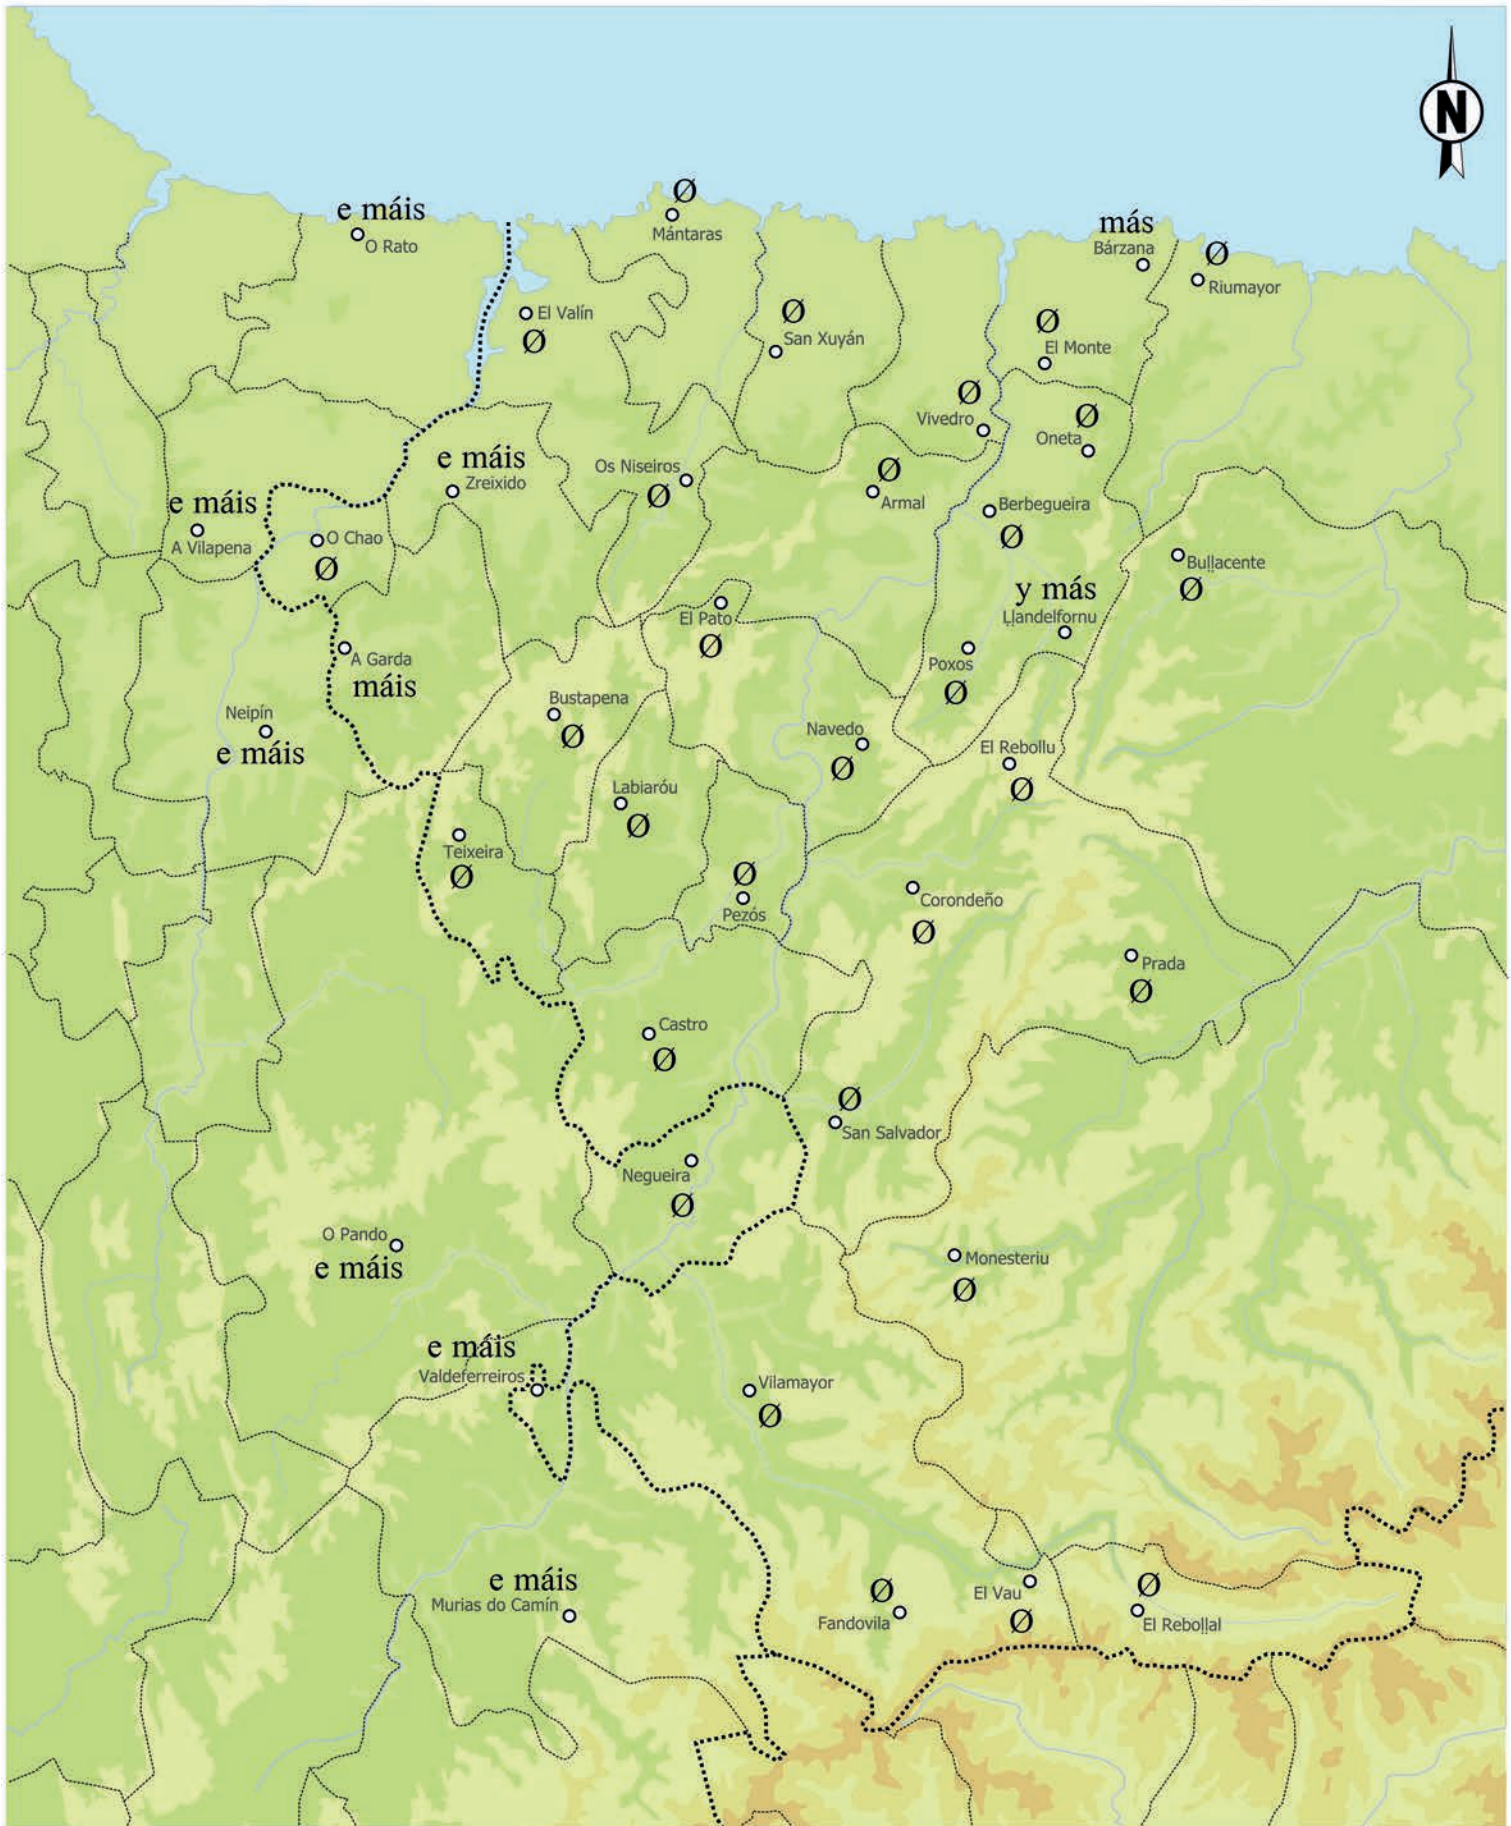 N
Ø
Mántaras
e máis
O Rato
más
Bárzana
Ø
Riumayor
El Valín
Ø
Ø
San Xuyán
Ø
El Monte
Ø
Vivedro
Ø
Oneta
e máis
Zreixido
Os Niseiros
Ø
Ø
Armal
e máis
A Vilapena
O Chao
Ø
Berbegueira
Ø
Buḷḷacente
Ø
y más
Ḷḷandelfornu
El Pato
Ø
A Garda
máis
Poxos
Ø
Bustapena
Ø
Neipín
e máis
Navedo
Ø
El Rebollu
Ø
Labiaróu
Ø
Teixeira
Ø
Ø
Pezós
Corondeño
Ø
Prada
Ø
Castro
Ø
Ø
San Salvador
Negueira
Ø
O Pando
e máis
Monesteriu
Ø
e máis
Valdeferreiros
Vilamayor
Ø
e máis
Murias do Camín
Ø
Fandovila
El Vau
Ø
Ø
El Reboḷḷal